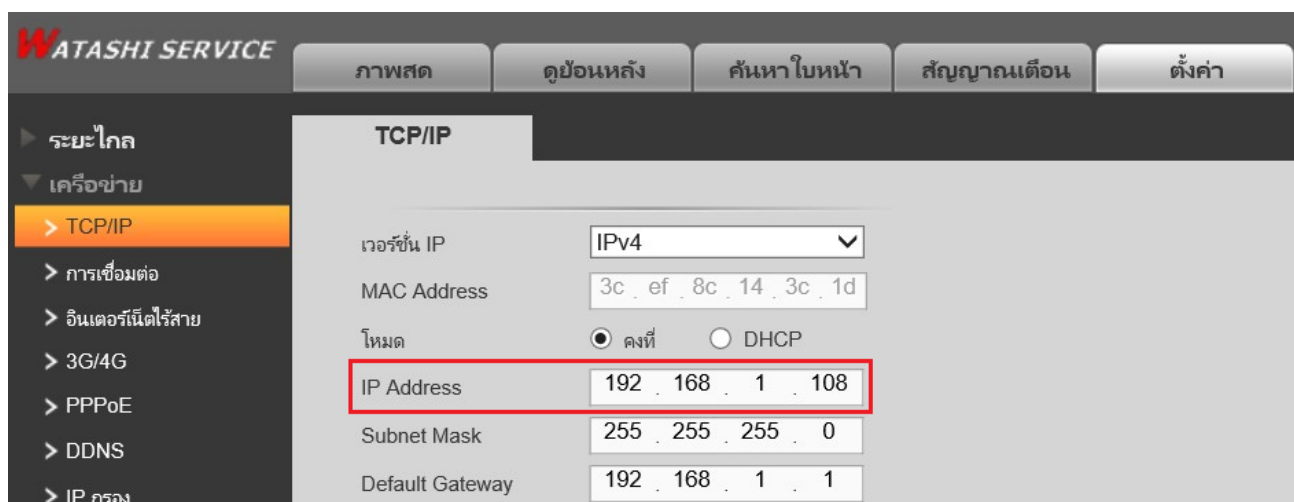 WATASHI SERVICE
ภาพสด
ดูย้อนหลัง
ค้นหาใบหน้า
สัญญาณเตือน
ตั้งค่า
ระยะไกล
เครือข่าย
TCP/IP
การเชื่อมต่อ
อินเตอร์เน็ตไร้สาย
3G/4G
PPPoE
DDNS
IP กรอง
TCP/IP
เวอร์ชั่น IP IPv4
MAC Address 3c . ef . 8c . 14 . 3c . 1d
โหมด คงที่ DHCP
IP Address 192 . 168 . 1 . 108
Subnet Mask 255 . 255 . 255 . 0
Default Gateway 192 . 168 . 1 . 1